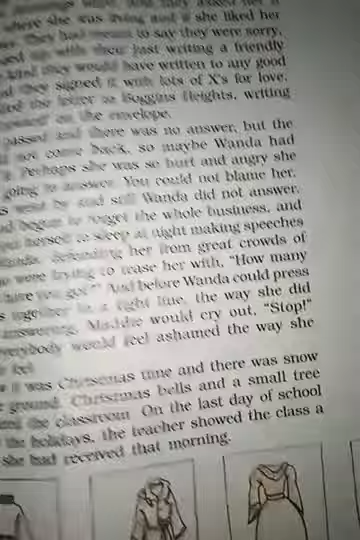 where she was living and if she liked her
to say they were sorry,
just writing a friendly
they would have written to any good
they signed it with lots of X's for love.
the letter to Boggins Heights, writing
on the envelope.
passed and there was no answer, but the
not come back, so maybe Wanda had
Perhaps she was so hurt and angry she
going to answer. You could not blame her.
went by and still Wanda did not answer.
began to forget the whole business, and
herself to sleep at night making speeches
defending her from great crowds of
were trying to tease her with, "How many
have you got?" And before Wanda could press
together in a tight line, the way she did
answering, Maddie would cry out, "Stop!"
everybody would feel ashamed the way she
it was Christmas time and there was snow
ground. Christmas bells and a small tree
the classroom. On the last day of school
the holidays, the teacher showed the class a
she had received that morning.